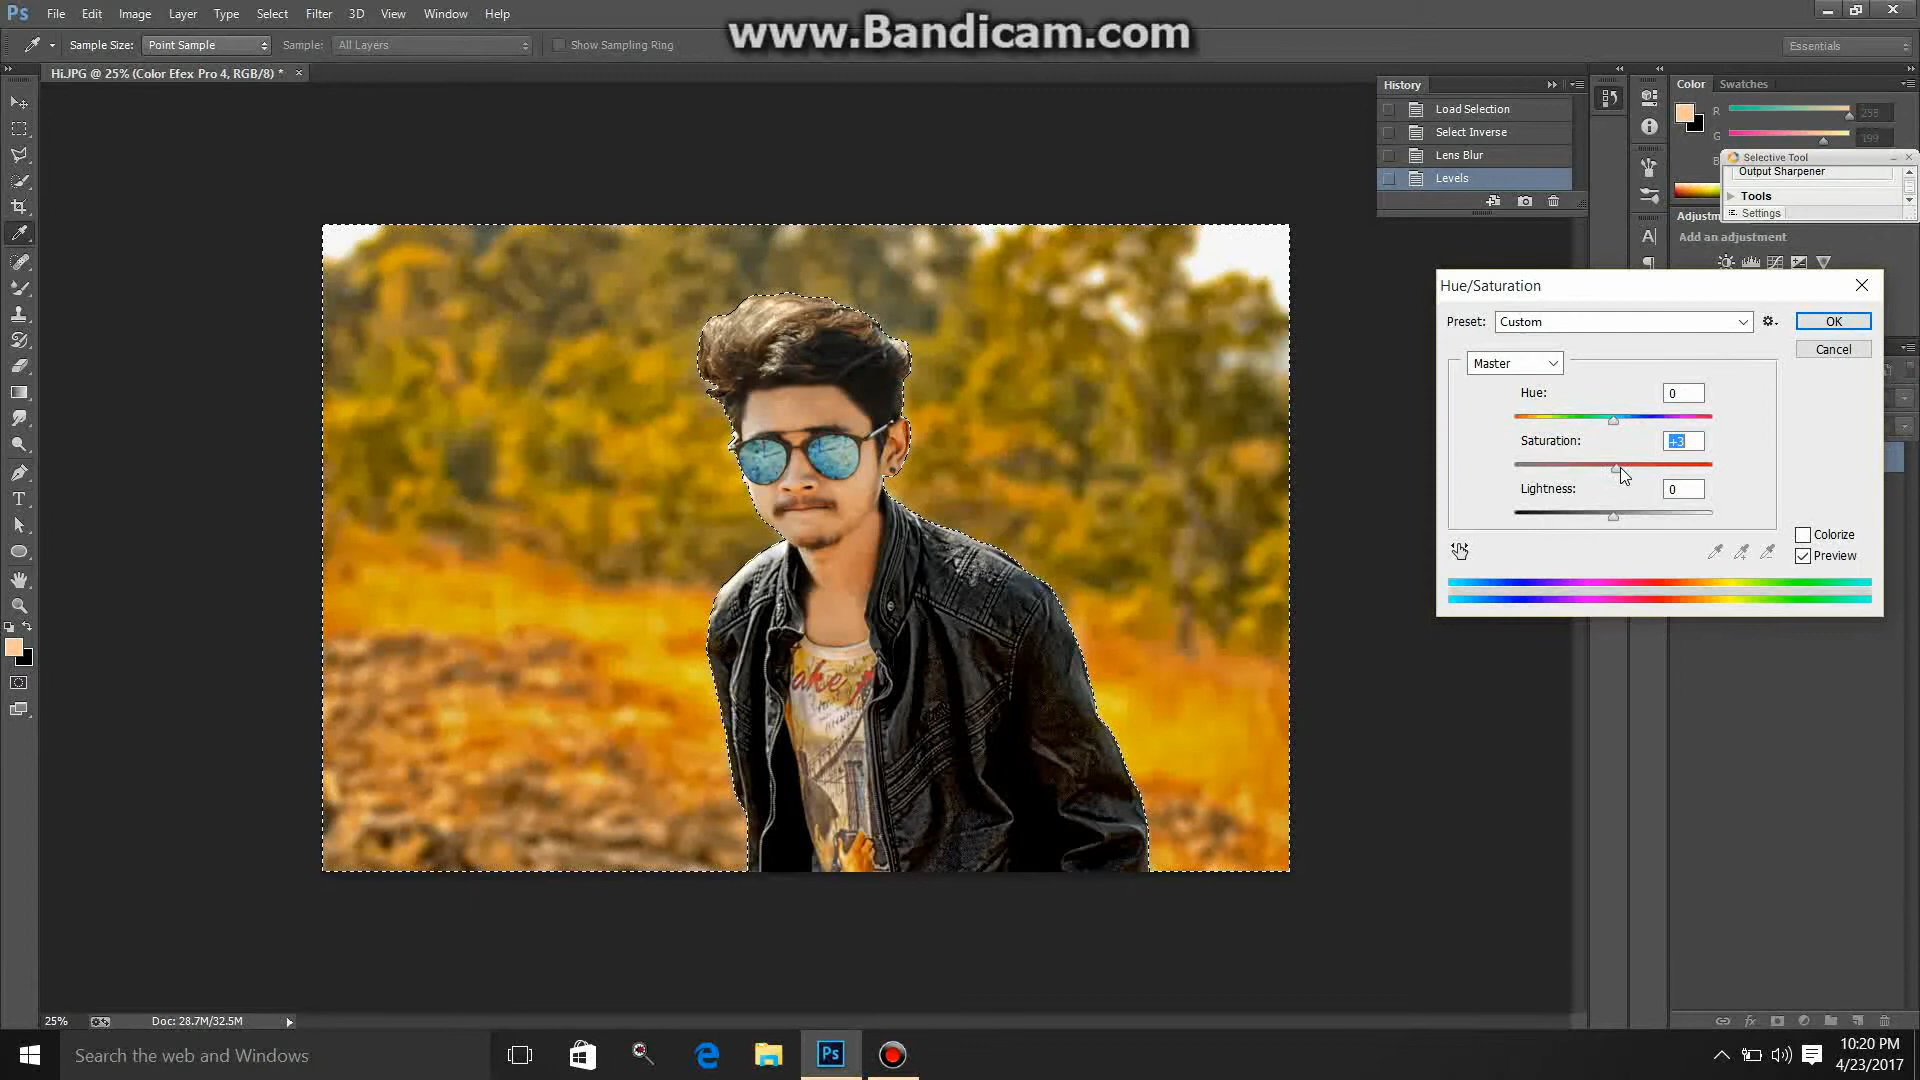 Ps File Edit Image Layer Type Select Filter 3D View Window Help
www.Bandicam.com
Sample Size: Point Sample Sample: All Layers Show Sampling Ring Essentials
Hi.JPG @ 25% (Color Efex Pro 4, RGB/8) * ×
History
Load Selection
Select Inverse
Lens Blur
Levels
Color Swatches
R 255
G 199
B
Selective Tool
Output Sharpener
Tools
Settings
Adjustm
Add an adjustment
Hue/Saturation
Preset: Custom OK
Cancel
Master
Hue: 0
Saturation: +3
Lightness: 0
Colorize
Preview
ake
25% Doc: 28.7M/32.5M
Search the web and Windows
Ps
10:20 PM
4/23/2017